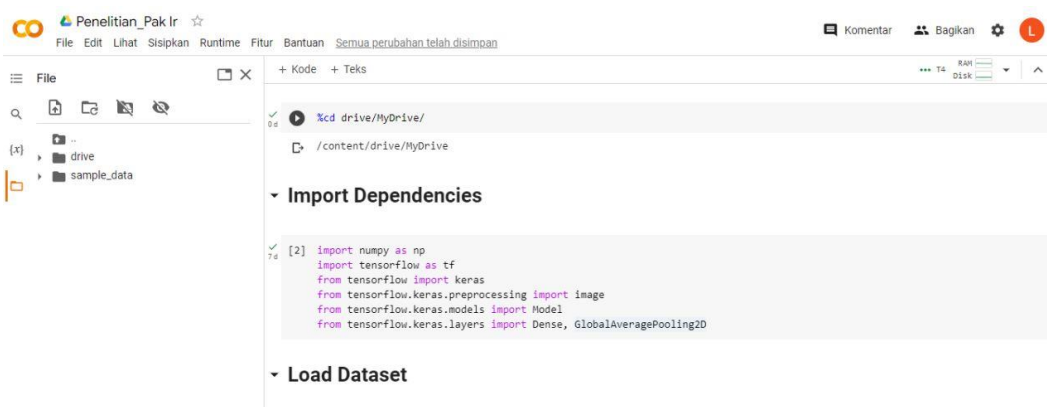 Penelitian_Pak Ir
File Edit Lihat Sisipkan Runtime Fitur Bantuan Semua perubahan telah disimpan
Komentar Bagikan L
File
..
drive
sample_data
{x}
+ Kode + Teks
T4 RAM
Disk
0 d
%cd drive/MyDrive/
/content/drive/MyDrive
Import Dependencies
7 d
[2] import numpy as np
import tensorflow as tf
from tensorflow import keras
from tensorflow.keras.preprocessing import image
from tensorflow.keras.models import Model
from tensorflow.keras.layers import Dense, GlobalAveragePooling2D
Load Dataset